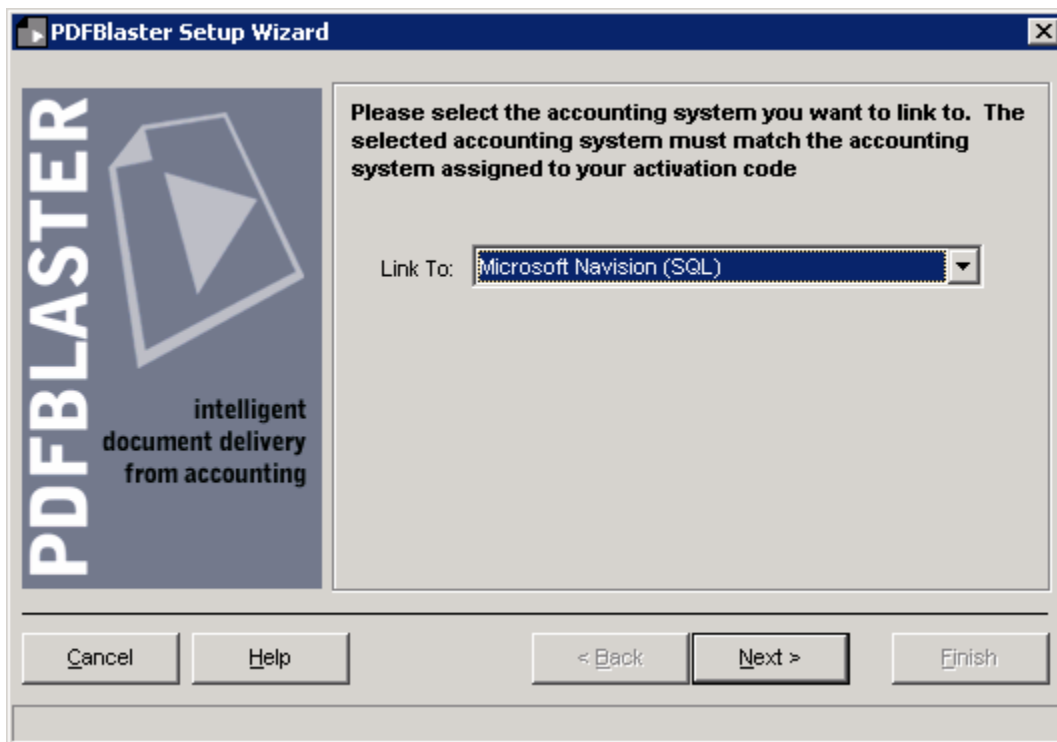 PDFBlaster Setup Wizard
PDFBLASTER
intelligent
document delivery
from accounting
Please select the accounting system you want to link to. The
selected accounting system must match the accounting
system assigned to your activation code
Link To: Microsoft Navision (SQL)
Cancel Help < Back Next > Finish